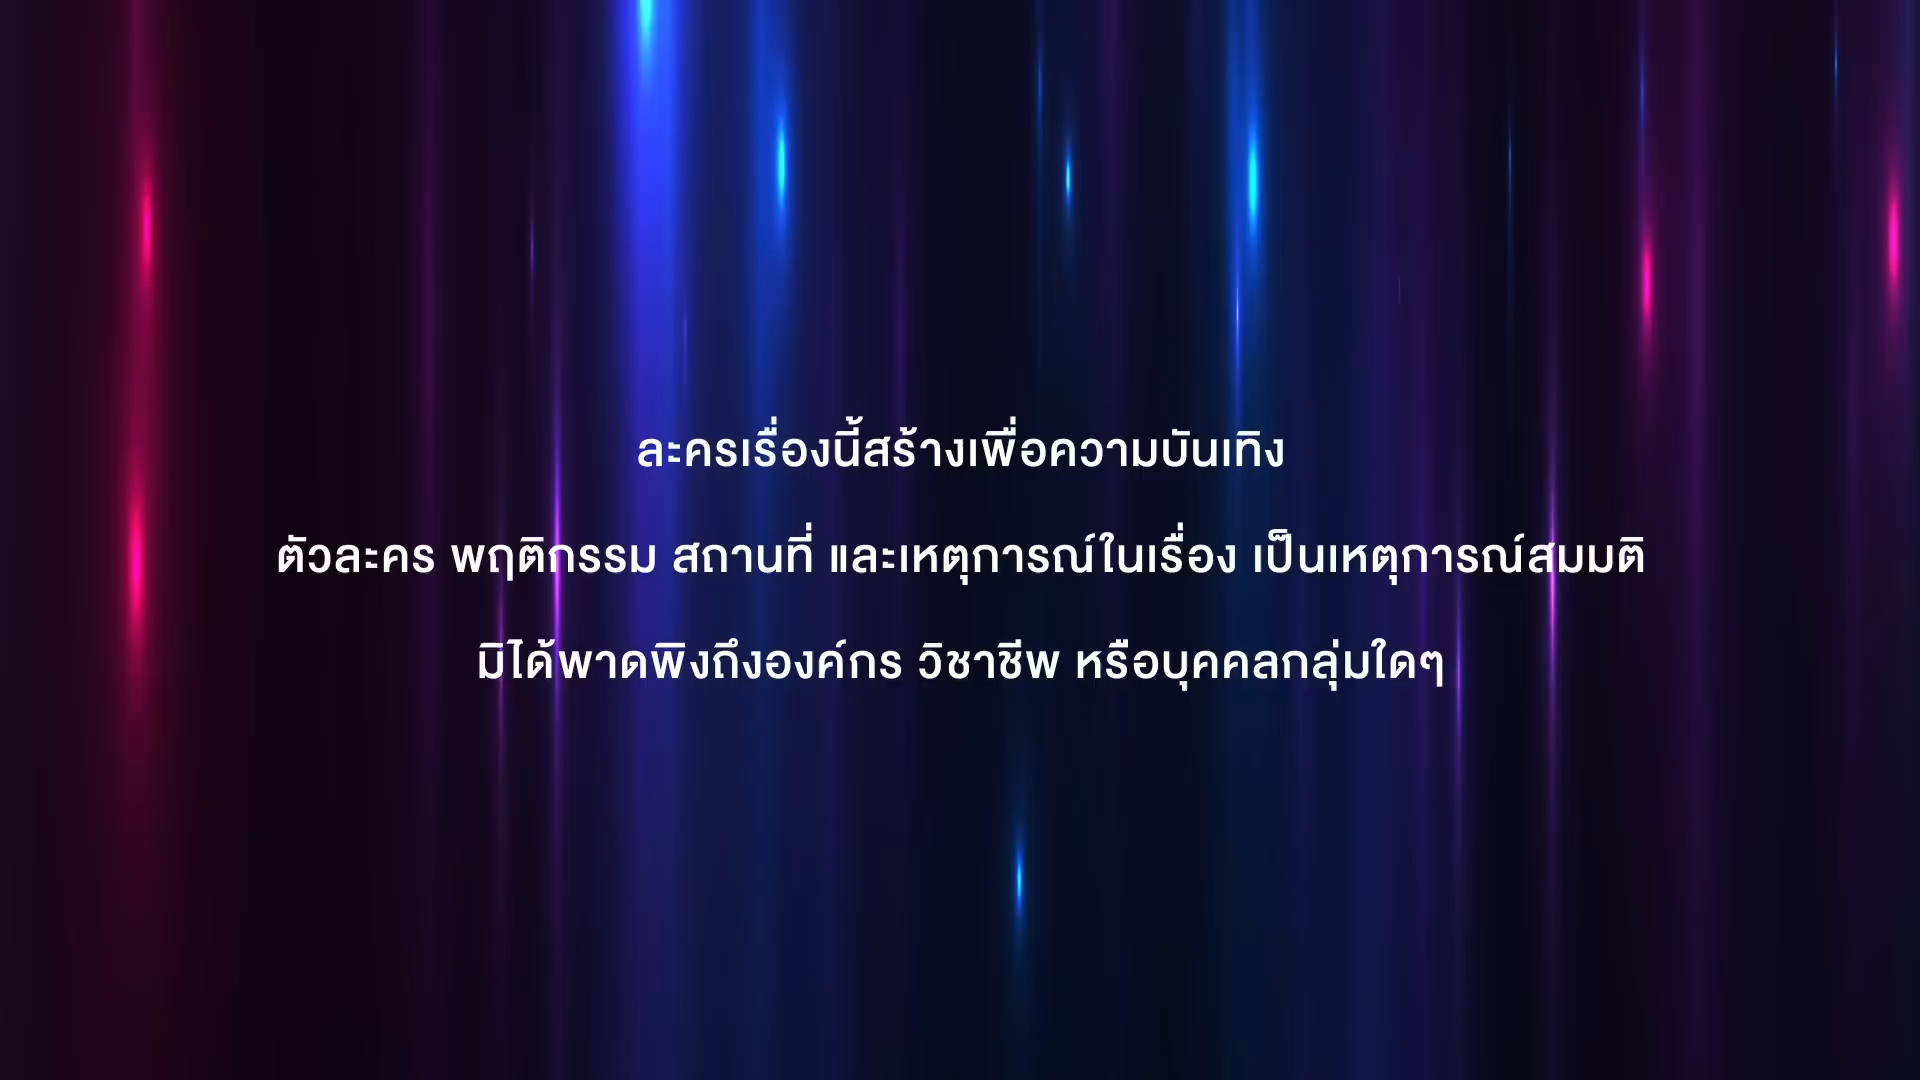 ละครเรื่องนี้สร้างเพื่อความบันเทิง
ตัวละคร พฤติกรรม สถานที่ และเหตุการณ์ในเรื่อง เป็นเหตุการณ์สมมติ
มิได้พาดพิงถึงองค์กร วิชาชีพ หรือบุคคลกลุ่มใดๆ